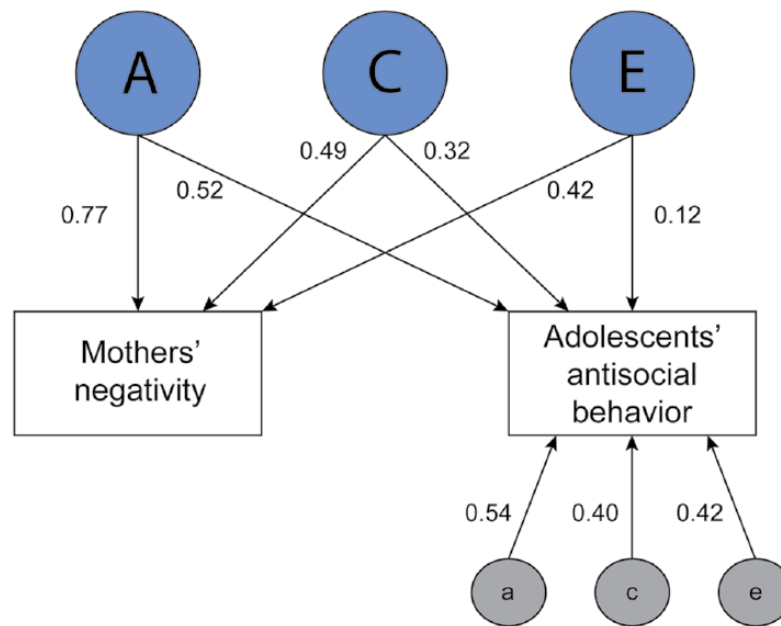 A
C
E
0.77
0.52
0.49
0.32
0.42
0.12
Mothers'
negativity
Adolescents'
antisocial
behavior
0.54
0.40
0.42
a
c
e